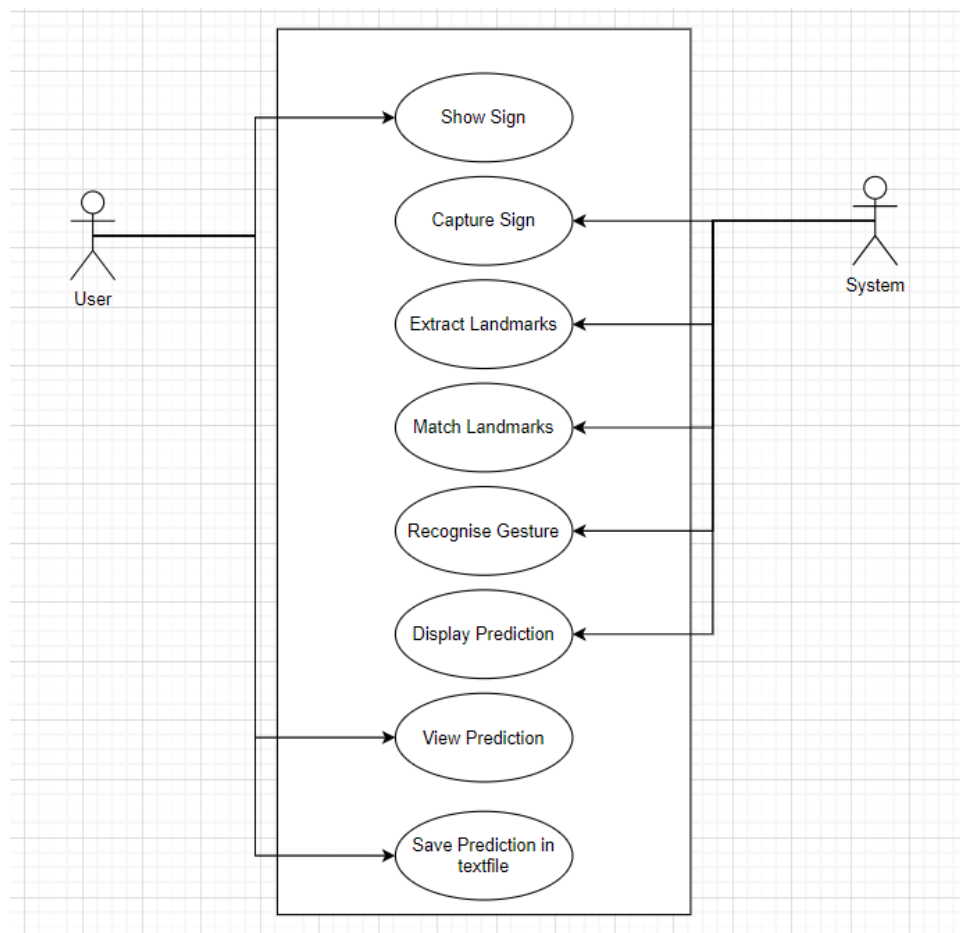 Show Sign
Capture Sign
User
System
Extract Landmarks
Match Landmarks
Recognise Gesture
Display Prediction
View Prediction
Save Prediction in
textfile